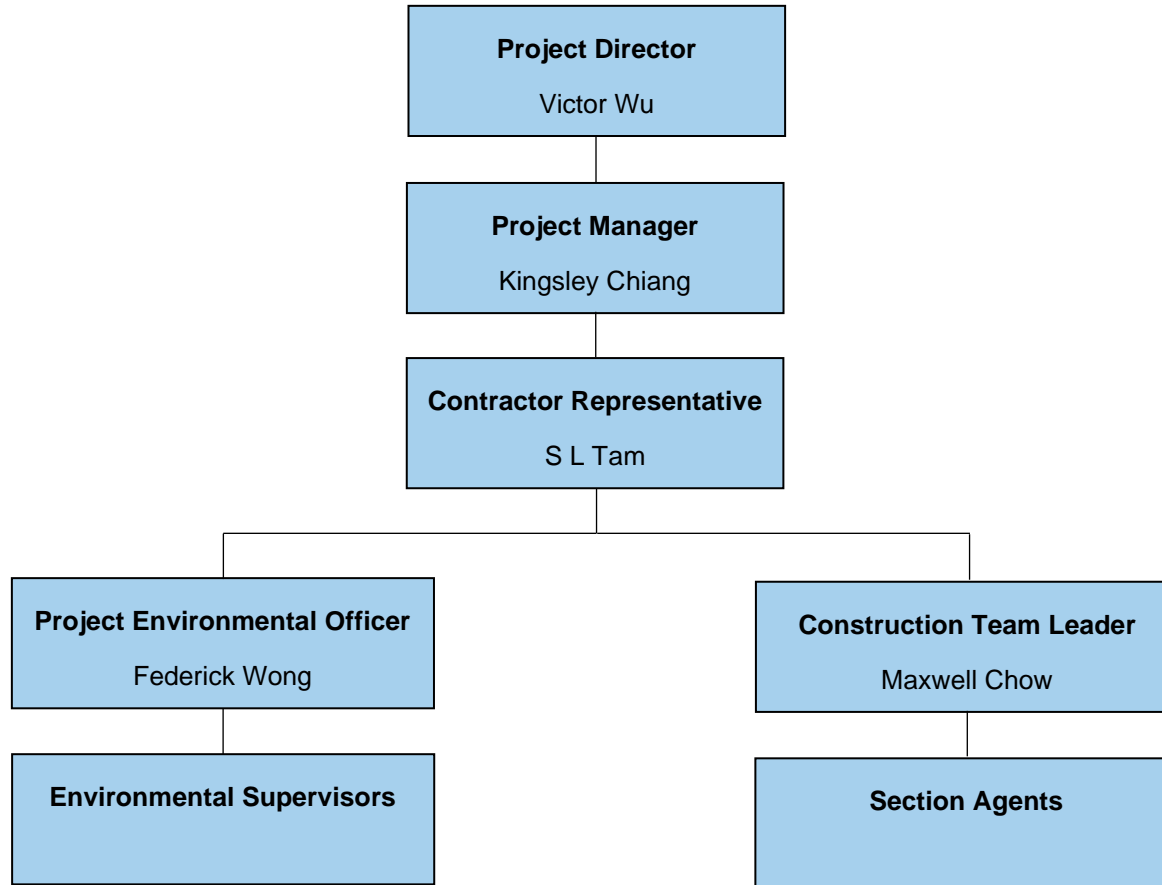 Project Director
Victor Wu
Project Manager
Kingsley Chiang
Contractor Representative
S L Tam
Project Environmental Officer
Federick Wong
Construction Team Leader
Maxwell Chow
Environmental Supervisors
Section Agents